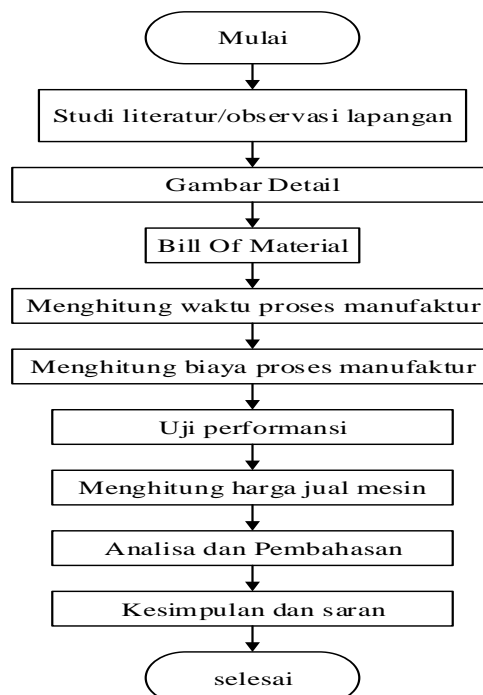 Mulai
Studi literatur/observasi lapangan
Gambar Detail
Bill Of Material
Menghitung waktu proses manufaktur
Menghitung biaya proses manufaktur
Uji performansi
Menghitung harga jual mesin
Analisa dan Pembahasan
Kesimpulan dan saran
selesai